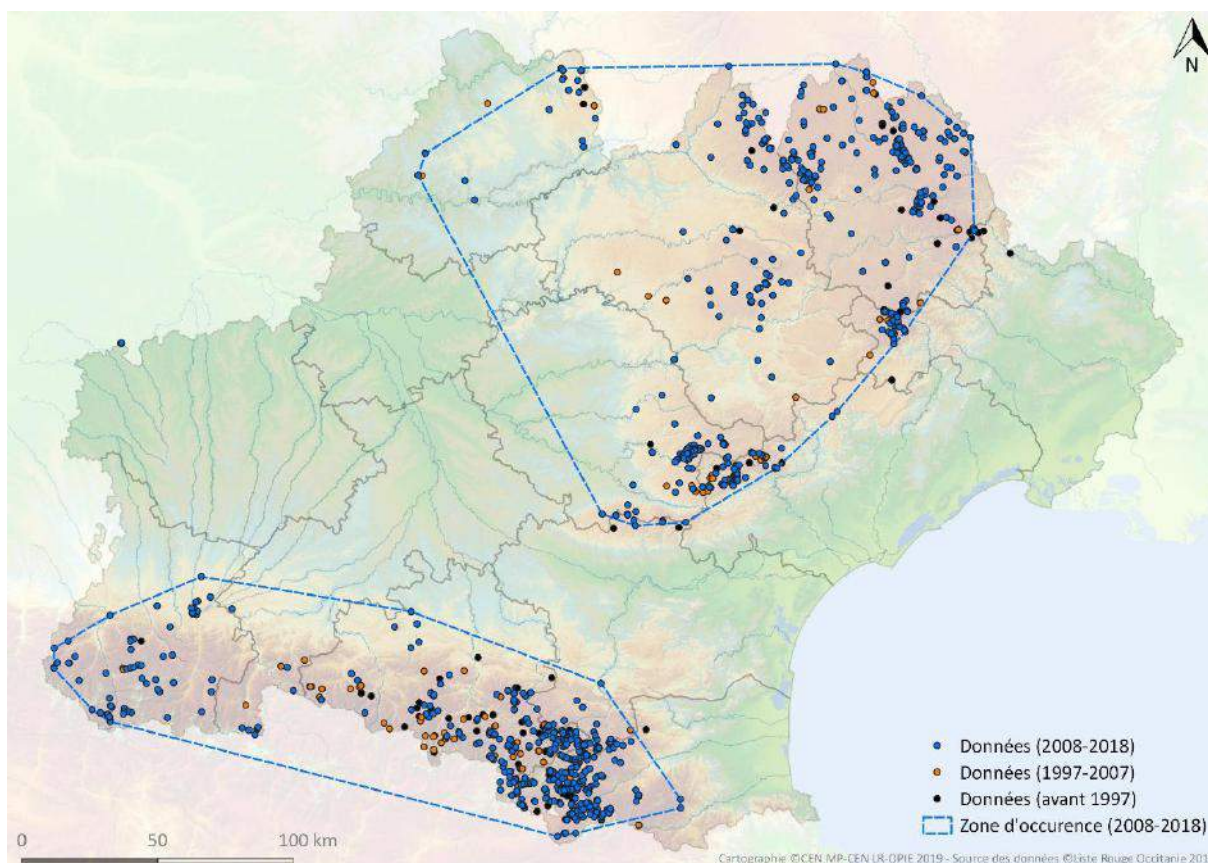 N
Données (2008-2018)
Données (1997-2007)
Données (avant 1997)
Zone d'occurence (2008-2018)
0 50 100 km
Cartographie ©CEN MP-CEN LR-OPIE 2019 - Source des données ©Liste Rouge Occitanie 201